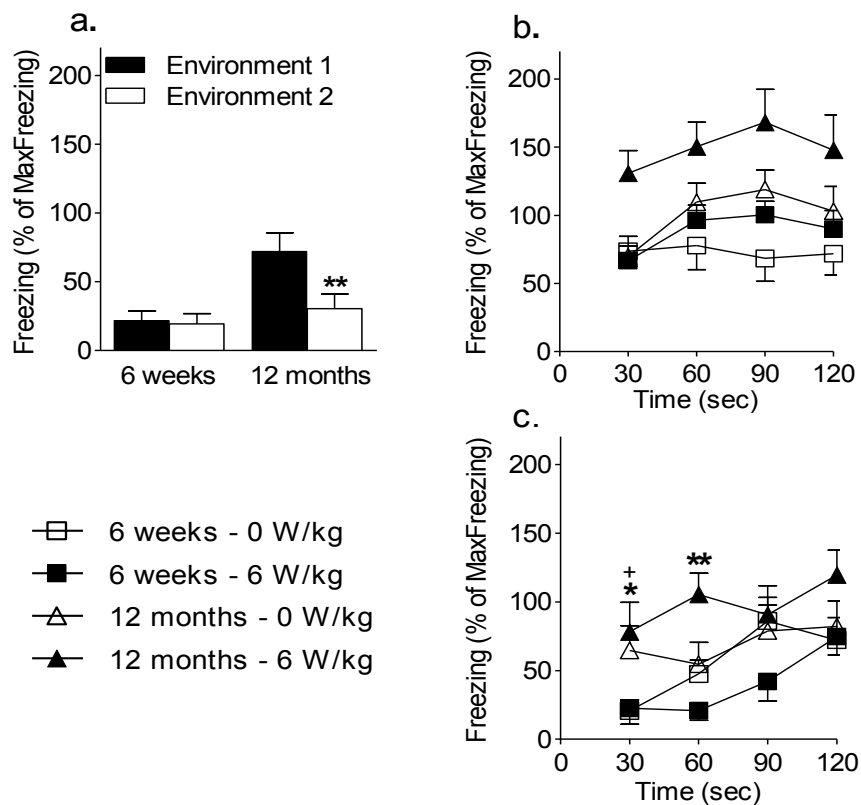 a.
Freezing (% of MaxFreezing)
200
150
100
50
0
Environment 1
Environment 2
**
6 weeks
12 months
b.
Freezing (% of MaxFreezing)
200
150
100
50
0
0 30 60 90 120
Time (sec)
c.
Freezing (% of MaxFreezing)
200
150
100
50
0
+
*
**
0 30 60 90 120
Time (sec)
6 weeks - 0 W/kg
6 weeks - 6 W/kg
12 months - 0 W/kg
12 months - 6 W/kg